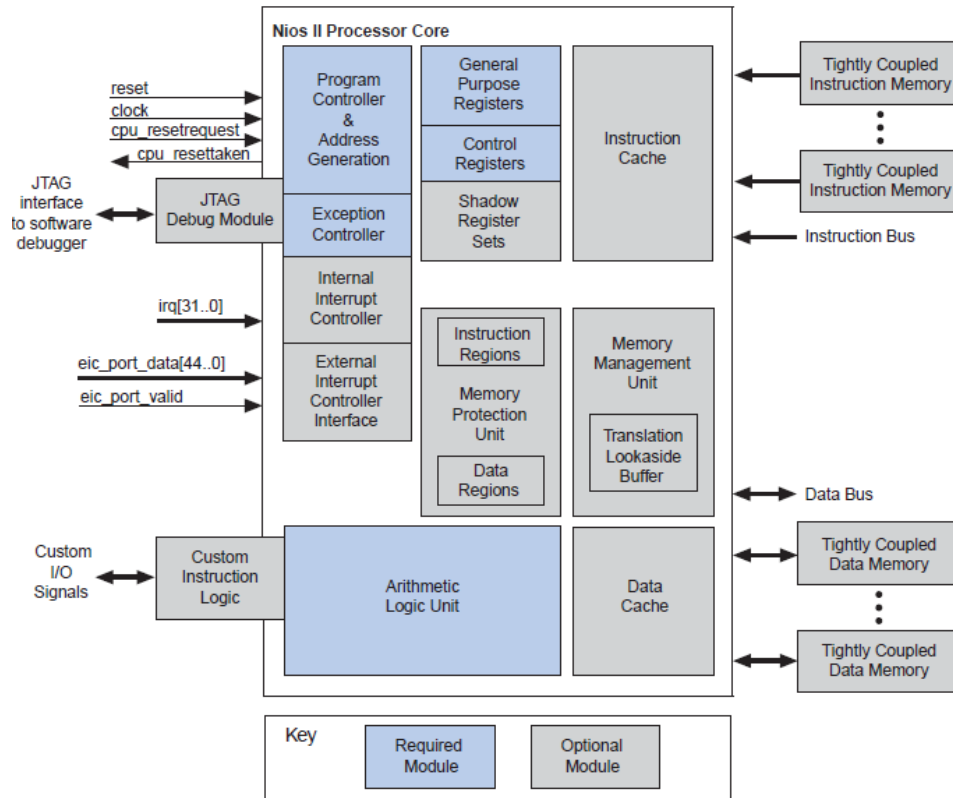 Nios II Processor Core
reset
clock
cpu_resetrequest
cpu_resettaken
JTAG
interface
to software
debugger
JTAG
Debug Module
irq[31..0]
eic_port_data[44..0]
eic_port_valid
Custom
I/O
Signals
Custom
Instruction
Logic
Program
Controller
&
Address
Generation
Exception
Controller
Internal
Interrupt
Controller
External
Interrupt
Controller
Interface
General
Purpose
Registers
Control
Registers
Shadow
Register
Sets
Instruction
Cache
Instruction
Regions
Memory
Protection
Unit
Data
Regions
Memory
Management
Unit
Translation
Lookaside
Buffer
Arithmetic
Logic Unit
Data
Cache
Tightly Coupled
Instruction Memory
Tightly Coupled
Instruction Memory
Instruction Bus
Data Bus
Tightly Coupled
Data Memory
Tightly Coupled
Data Memory
Key
Required
Module
Optional
Module